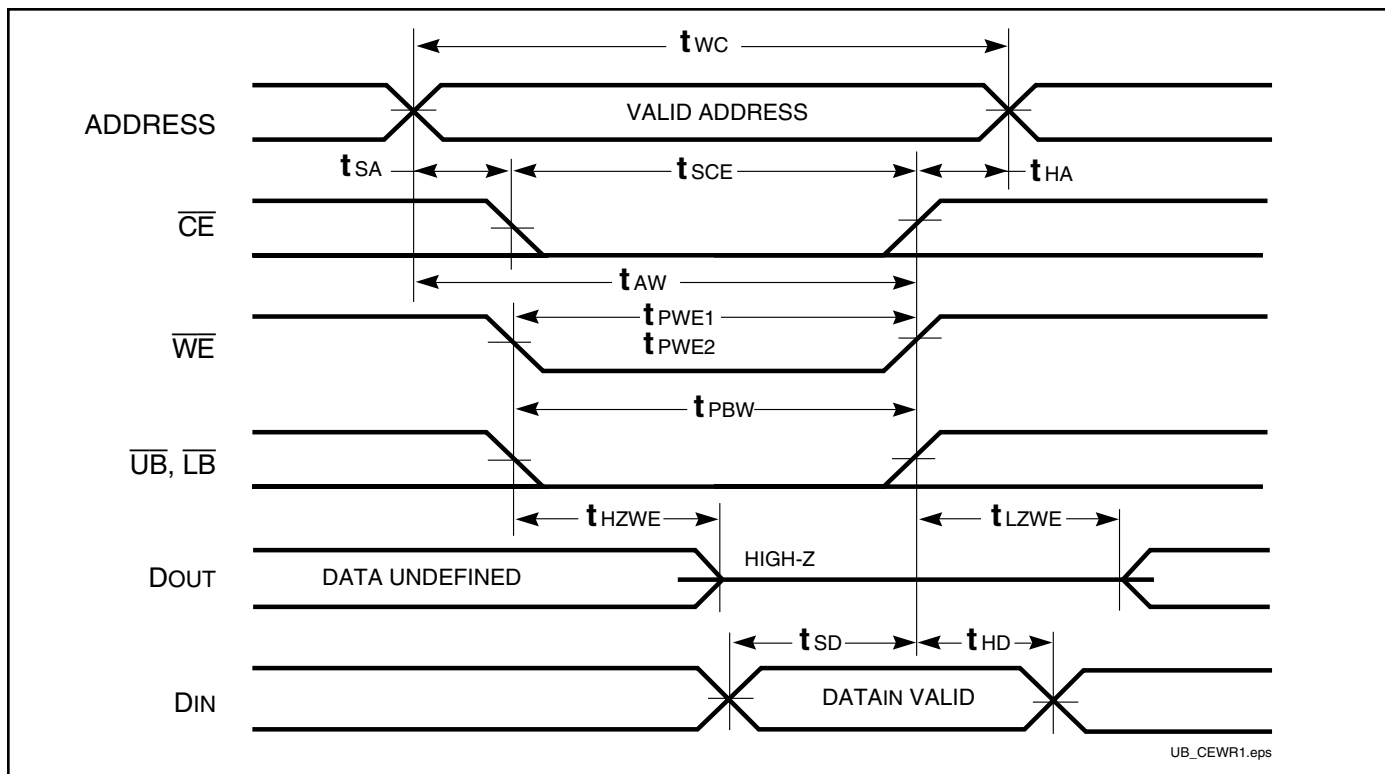 tWC
ADDRESS
VALID ADDRESS
tSA
tSCE
tHA
CE
tAW
WE
tPWE1
tPWE2
tPBW
UB, LB
tHZWE
tLZWE
DOUT
DATA UNDEFINED
HIGH-Z
tSD
tHD
DIN
DATAIN VALID
UB_CEWR1.eps